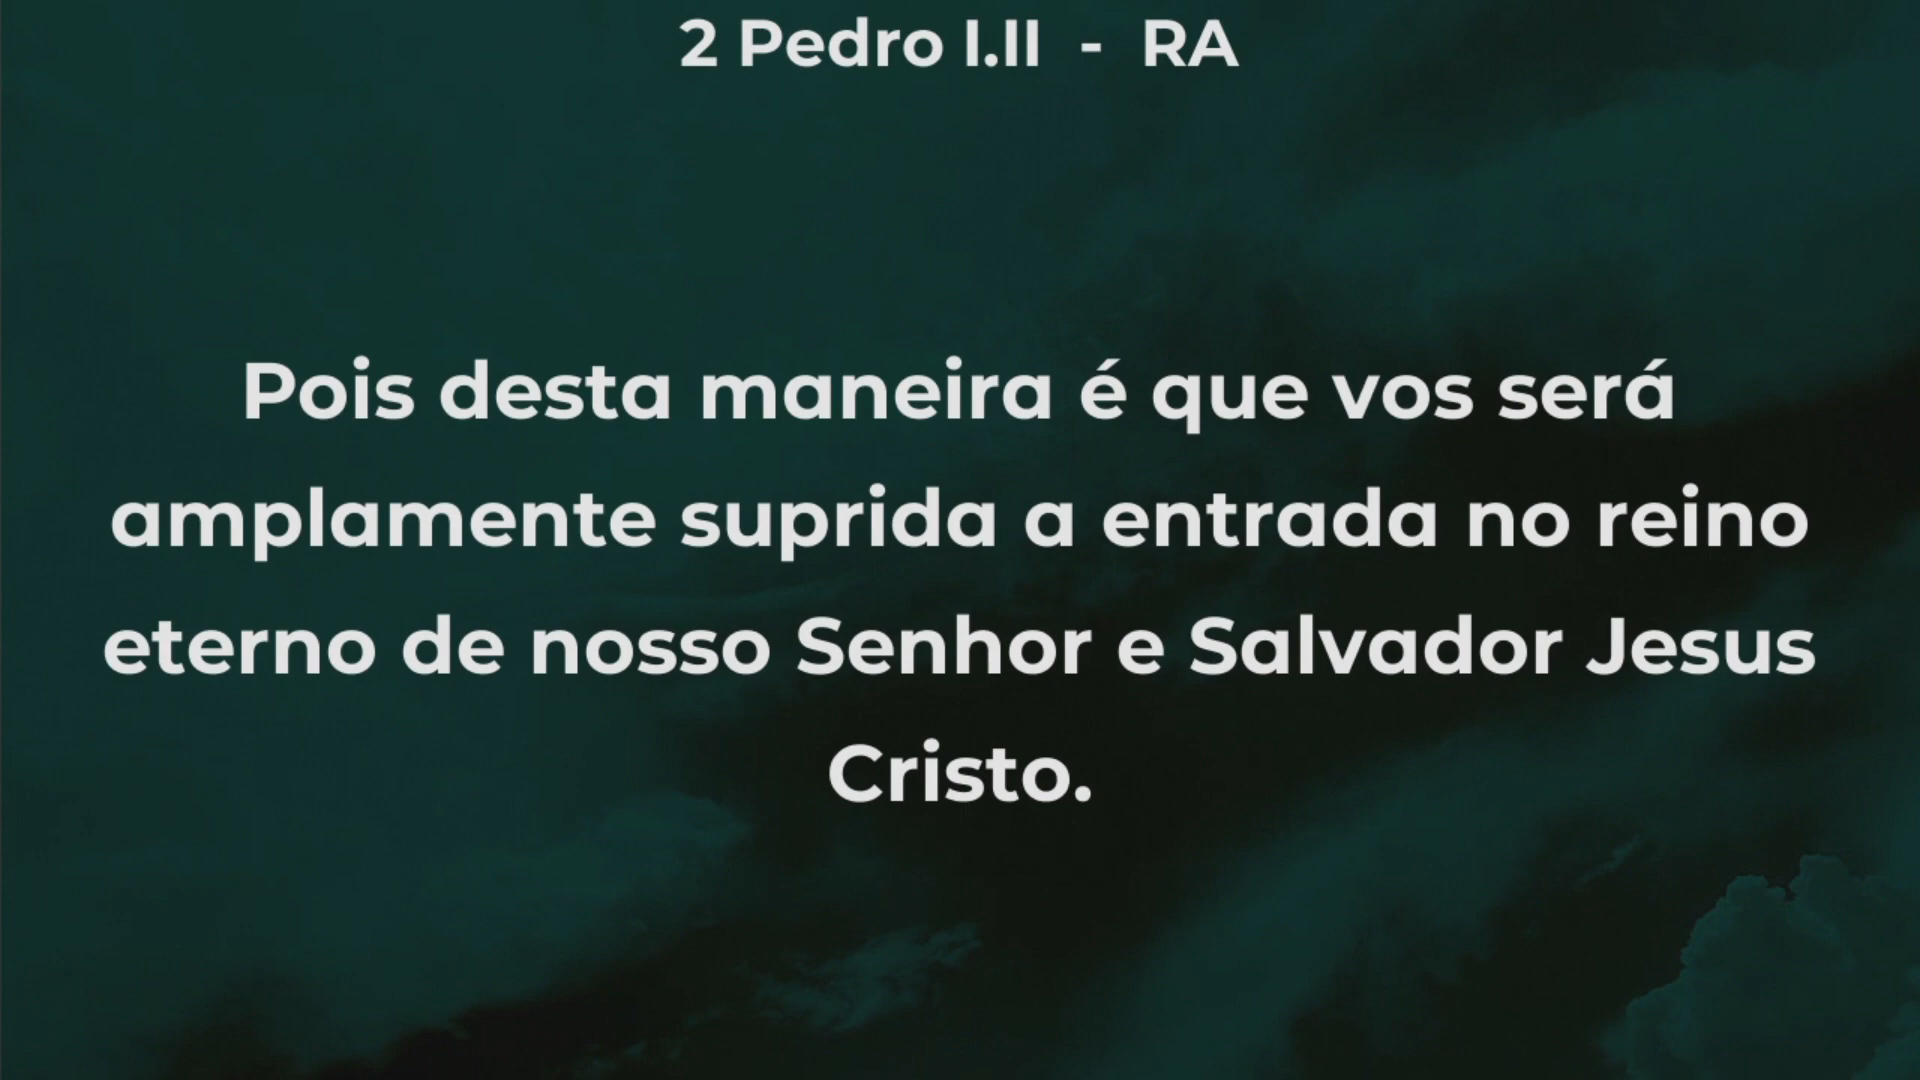 2 Pedro I.II - RA
Pois desta maneira é que vos será
amplamente suprida a entrada no reino
eterno de nosso Senhor e Salvador Jesus
Cristo.